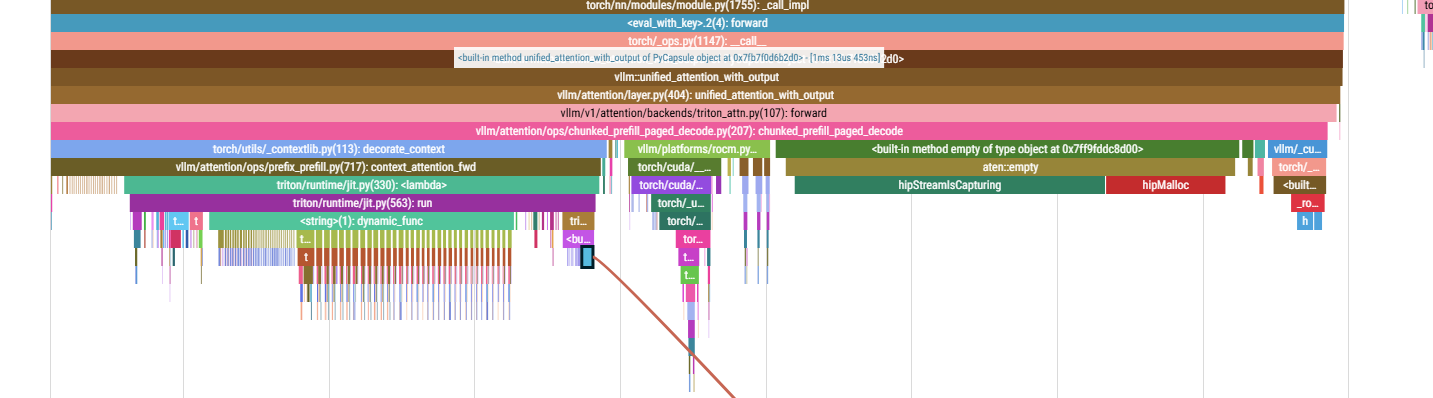 torch/nn/modules/module.py(1755): _call_impl
to
<eval_with_key>.2(4): forward
torch/_ops.py(1147): __call__
<built-in method unified_attention_with_output of PyCapsule object at 0x7fb7f0d6b2d0> - [1ms 13us 453ns] 2d0>
vllm::unified_attention_with_output
vllm/attention/layer.py(404): unified_attention_with_output
vllm/v1/attention/backends/triton_attn.py(107): forward
vllm/attention/ops/chunked_prefill_paged_decode.py(207): chunked_prefill_paged_decode
torch/utils/_contextlib.py(113): decorate_context vllm/platforms/rocm.py... <built-in method empty of type object at 0x7ff9fddc8d00> vllm/_cu...
vllm/attention/ops/prefix_prefill.py(717): context_attention_fwd torch/cuda/__... aten::empty torch/_...
triton/runtime/jit.py(330): <lambda> torch/cuda/... hipStreamIsCapturing hipMalloc <built...
triton/runtime/jit.py(563): run torch/_u... _ro...
t... t <string>(1): dynamic_func tri... torch/... h
t... <bu... tor...
t t...
t...